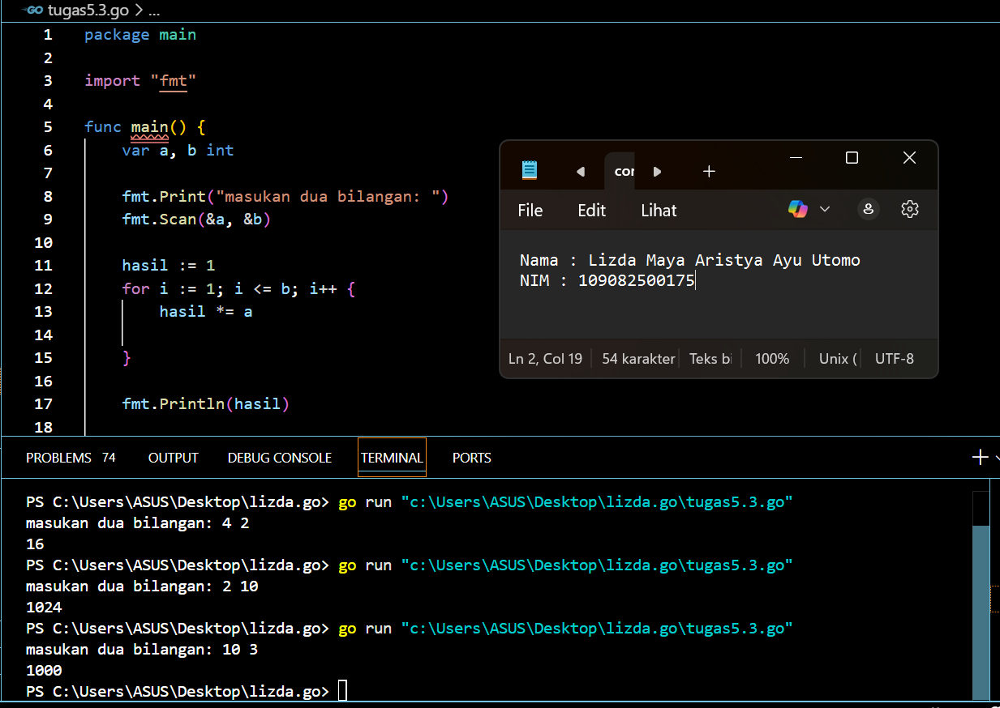 GO tugas5.3.go > ...
1 package main
2
3 import "fmt"
4
5 func main() {
6 var a, b int
7
8 fmt.Print("masukan dua bilangan: ")
9 fmt.Scan(&a, &b)
10
11 hasil := 1
12 for i := 1; i <= b; i++ {
13 hasil *= a
14
15 }
16
17 fmt.Println(hasil)
18
cor
File Edit Lihat
Nama : Lizda Maya Aristya Ayu Utomo
NIM : 109082500175
Ln 2, Col 19 54 karakter Teks bi 100% Unix ( UTF-8
PROBLEMS 74 OUTPUT DEBUG CONSOLE TERMINAL PORTS
PS C:\Users\ASUS\Desktop\lizda.go> go run "c:\Users\ASUS\Desktop\lizda.go\tugas5.3.go"
masukan dua bilangan: 4 2
16
PS C:\Users\ASUS\Desktop\lizda.go> go run "c:\Users\ASUS\Desktop\lizda.go\tugas5.3.go"
masukan dua bilangan: 2 10
1024
PS C:\Users\ASUS\Desktop\lizda.go> go run "c:\Users\ASUS\Desktop\lizda.go\tugas5.3.go"
masukan dua bilangan: 10 3
1000
PS C:\Users\ASUS\Desktop\lizda.go>